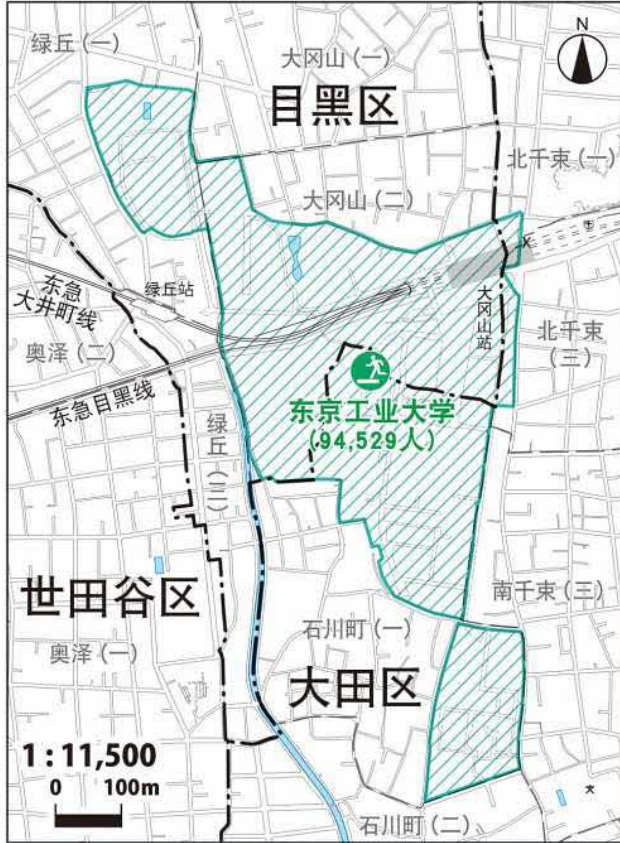 N
绿丘(一)
大冈山(一)
目黑区
北千束(一)
大冈山(二)
东急
大井町线
绿丘站
大冈山站
北千束
(三)
奥泽(二)
东急目黑线
东京工业大学
(94,529人)
绿丘(二)
世田谷区
南千束(三)
石川町(一)
奥泽(一)
大田区
1:11,500
0 100m
石川町(二)